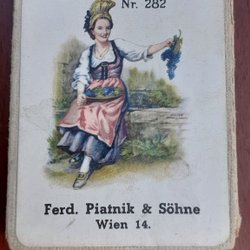 Nr. 282
Ferd. Piatnik & Söhne
Wien 14.